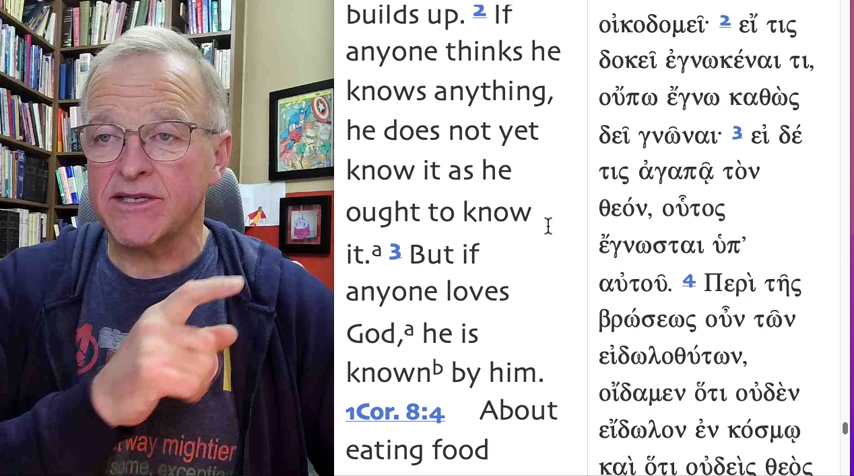 builds up. 2 If
anyone thinks he
knows anything,
he does not yet
know it as he
ought to know
it.a 3 But if
anyone loves
God,a he is
knownb by him.
1Cor. 8:4 About
eating food
οἰκοδομεῖ· 2 εἴ τις
δοκεῖ ἐγνωκέναι τι,
οὔπω ἔγνω καθὼς
δεῖ γνῶναι· 3 εἰ δέ
τις ἀγαπᾷ τὸν
θεόν, οὗτος
ἔγνωσται ὑπ’
αὐτοῦ. 4 Περὶ τῆς
βρώσεως οὖν τῶν
εἰδωλοθύτων,
οἴδαμεν ὅτι οὐδὲν
εἴδωλον ἐν κόσμῳ
καὶ ὅτι οὐδεὶς θεὸς
way mightier
some, exceptin